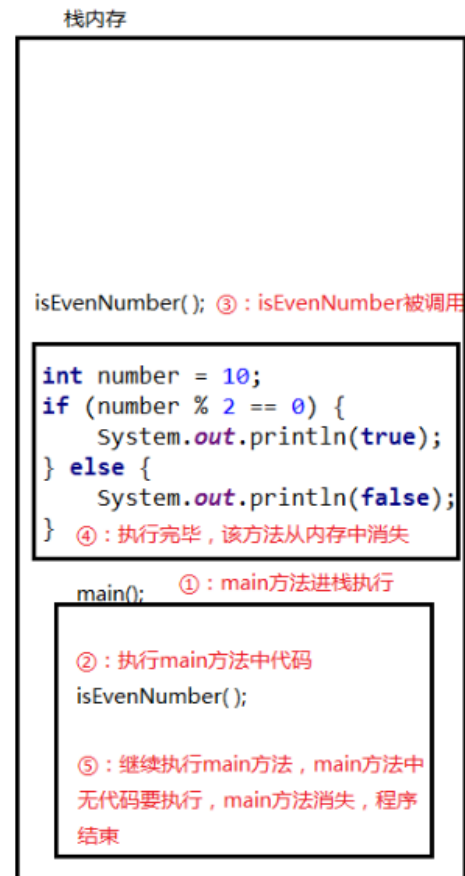 栈内存
isEvenNumber( ); ③：isEvenNumber被调用
int number = 10;
if (number % 2 == 0) {
    System.out.println(true);
} else {
    System.out.println(false);
} ④：执行完毕，该方法从内存中消失
main(); ①：main方法进栈执行
②：执行main方法中代码
isEvenNumber( );
⑤：继续执行main方法，main方法中
无代码要执行，main方法消失，程序
结束